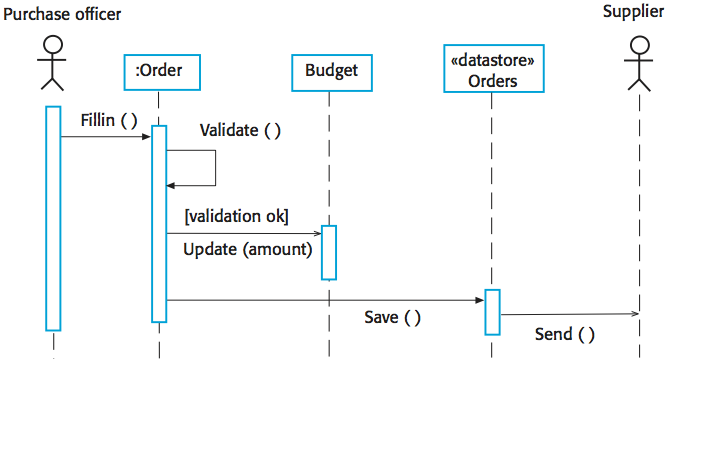 Purchase officer
Supplier
:Order
Budget
«datastore»
Orders
Fillin ( )
Validate ( )
[validation ok]
Update (amount)
Save ( )
Send ( )